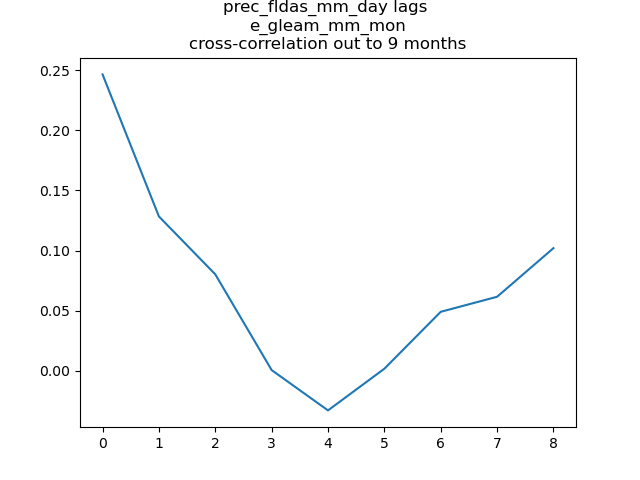 prec_fldas_mm_day lags
e_gleam_mm_mon
cross-correlation out to 9 months
0.25
0.20
0.15
0.10
0.05
0.00
0 1 2 3 4 5 6 7 8